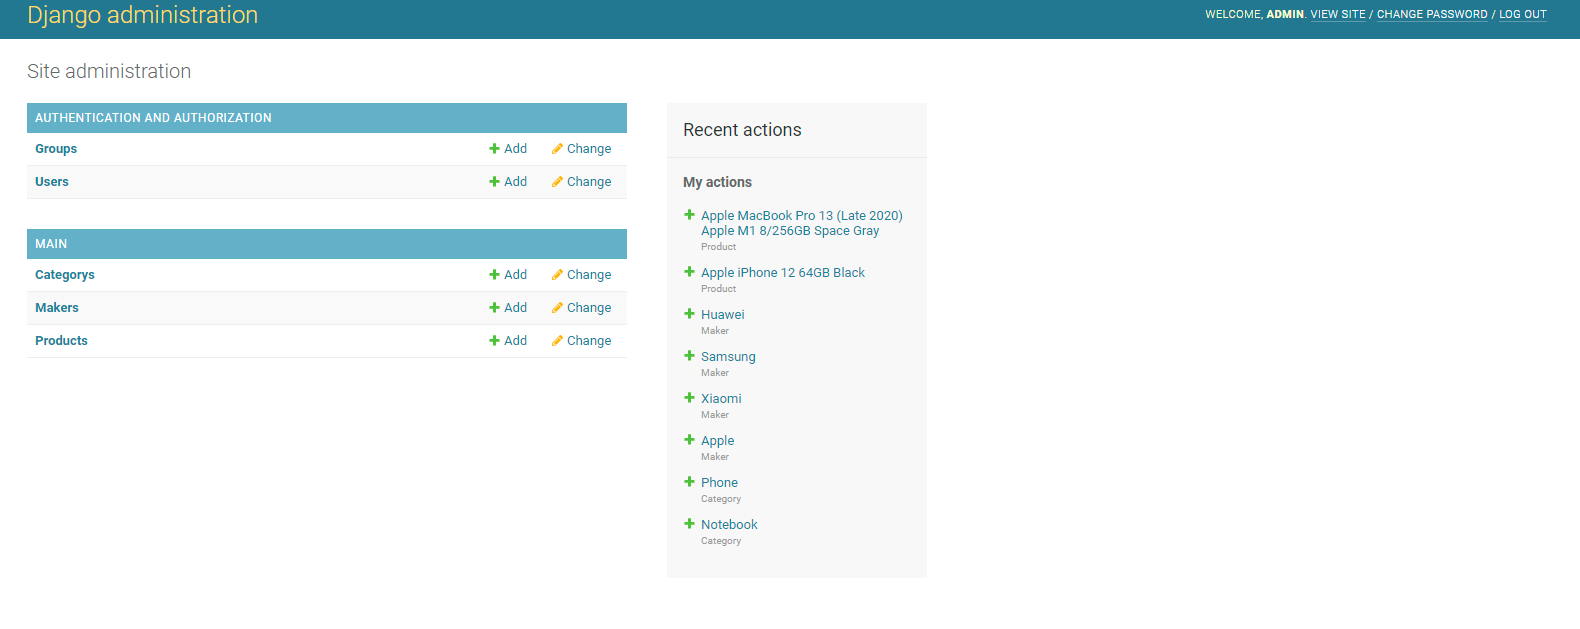 Django administration
WELCOME, ADMIN. VIEW SITE / CHANGE PASSWORD / LOG OUT
Site administration
AUTHENTICATION AND AUTHORIZATION
Groups Add Change
Users Add Change
MAIN
Categorys Add Change
Makers Add Change
Products Add Change
Recent actions
My actions
Apple MacBook Pro 13 (Late 2020)
Apple M1 8/256GB Space Gray
Product
Apple iPhone 12 64GB Black
Product
Huawei
Maker
Samsung
Maker
Xiaomi
Maker
Apple
Maker
Phone
Category
Notebook
Category